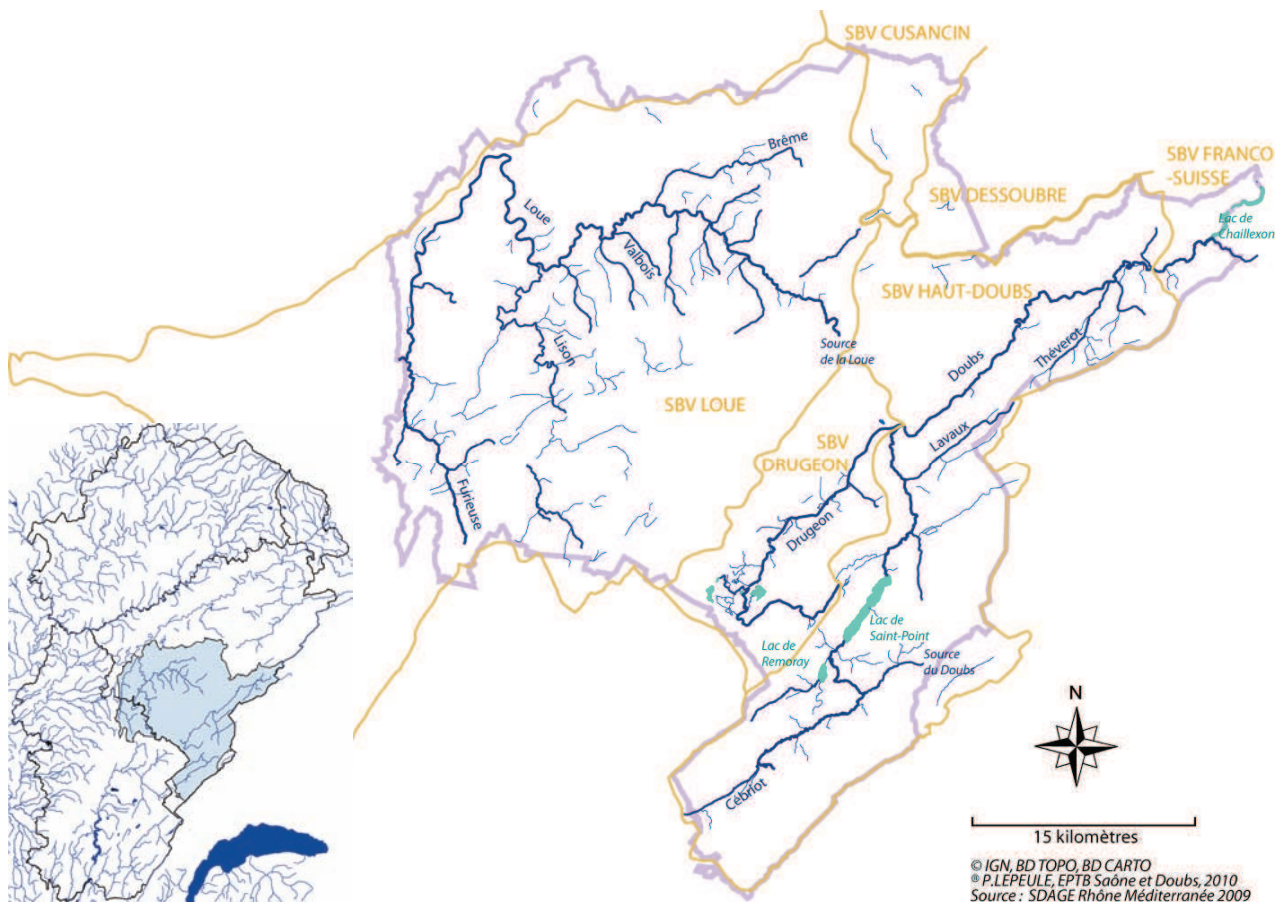 SBV CUSANCIN
Brême
SBV FRANCO
-SUISSE
SBV DESSOUBRE
Loue
Lac de
Chaillexon
Valbois
SBV HAUT-DOUBS
Source
de la Loue
Lison
Doubs
Théverot
SBV LOUE
Lavaux
SBV
DRUGEON
Furieuse
Drugeon
Lac de
Saint-Point
Lac de
Remoray
Source
du Doubs
N
Cébriot
15 kilomètres
© IGN, BD TOPO, BD CARTO
® P.LEPEULE, EPTB Saône et Doubs, 2010
Source : SDAGE Rhône Méditerranée 2009